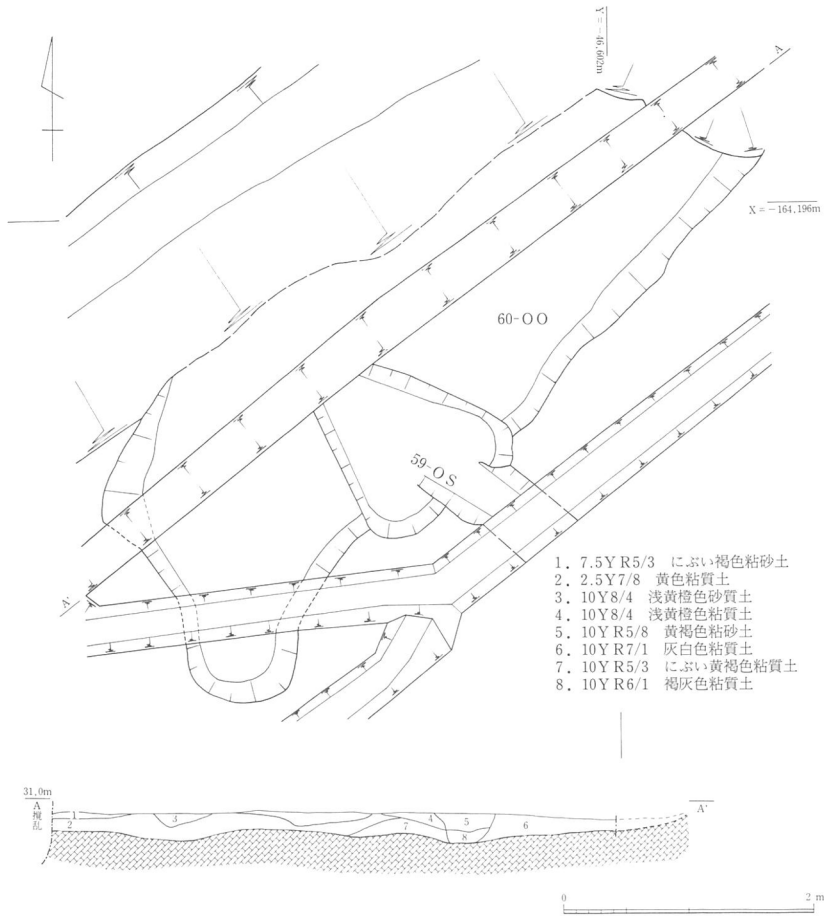 Y = -46,602m
A
X = -164,196m
60-OO
59-OS
A'
1. 7.5YR5/3 にぶい褐色粘砂土
2. 2.5Y7/8 黄色粘質土
3. 10Y8/4 浅黄橙色砂質土
4. 10Y8/4 浅黄橙色粘質土
5. 10YR5/8 黄褐色粘砂土
6. 10YR7/1 灰白色粘質土
7. 10YR5/3 にぶい黄褐色粘質土
8. 10YR6/1 褐灰色粘質土
31,0m
A
A'
撹乱
1
3
4
5
2
7
6
8
0 2m